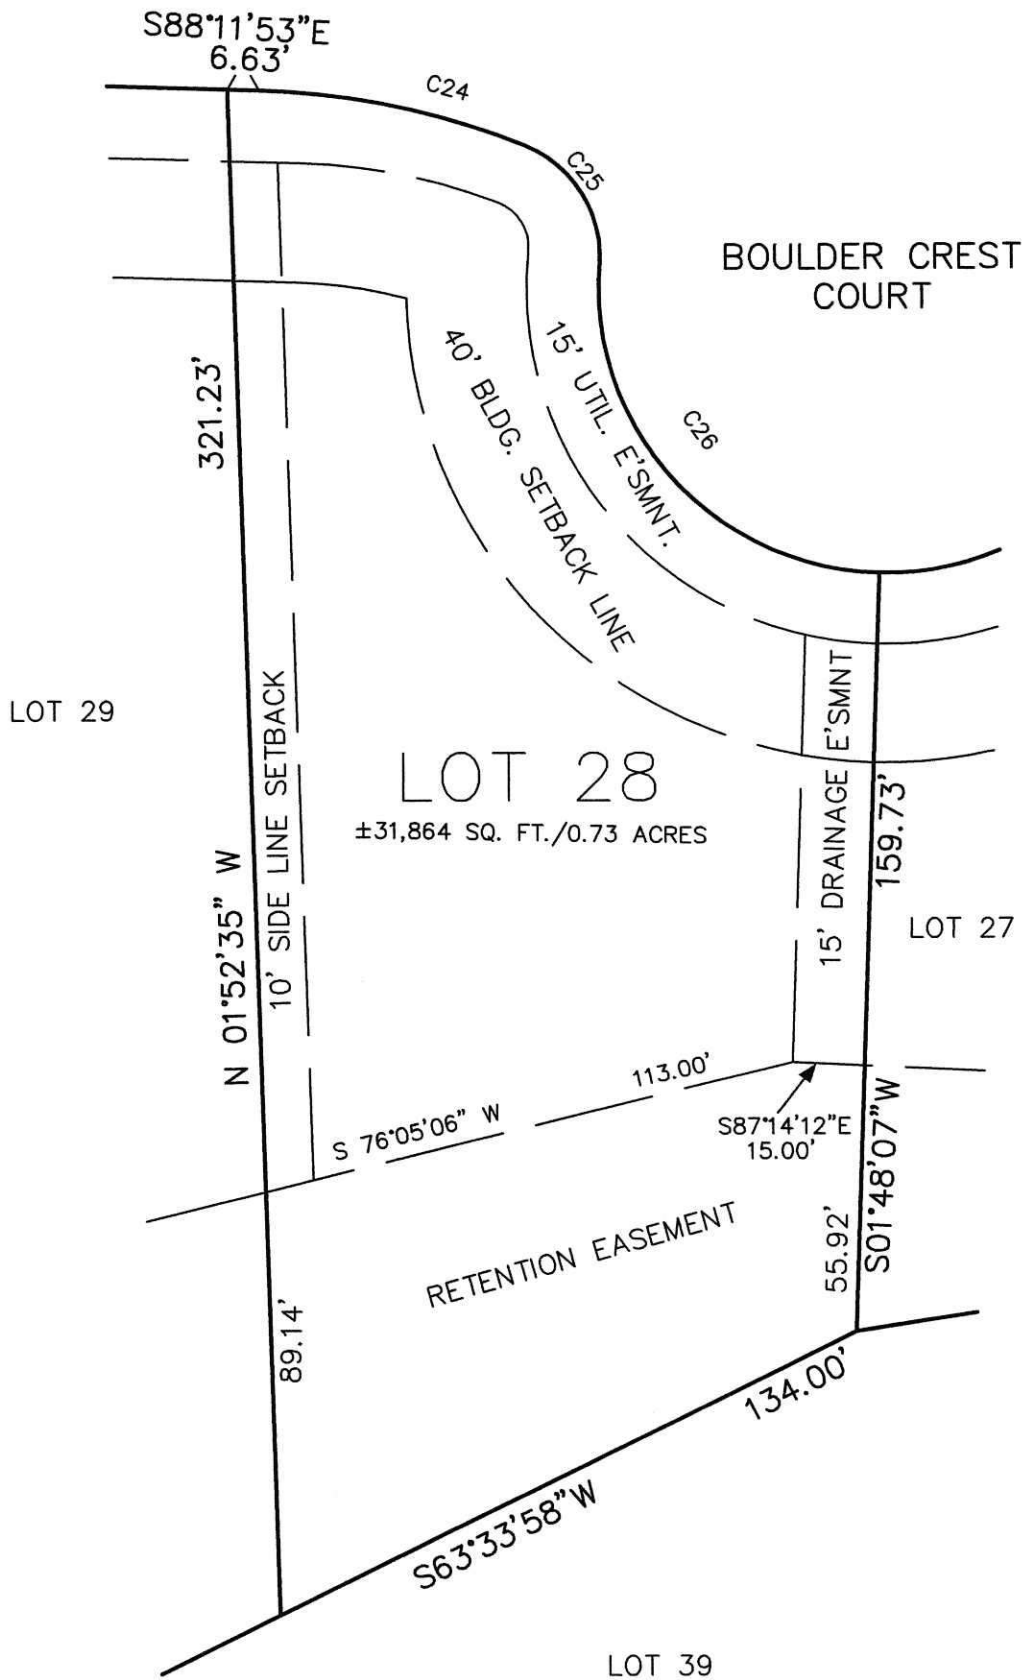 S88°11'53"E
6.63'
C24
C25
BOULDER CREST
COURT
C26
15' UTIL. E'SMNT.
40' BLDG. SETBACK LINE
321.23'
LOT 29
10' SIDE LINE SETBACK
LOT 28
±31,864 SQ. FT./0.73 ACRES
15' DRAINAGE E'SMNT
159.73'
LOT 27
N 01°52'35" W
113.00'
S 76°05'06" W
S87°14'12"E
15.00'
S01°48'07"W
55.92'
RETENTION EASEMENT
89.14'
134.00'
S63°33'58"W
LOT 39